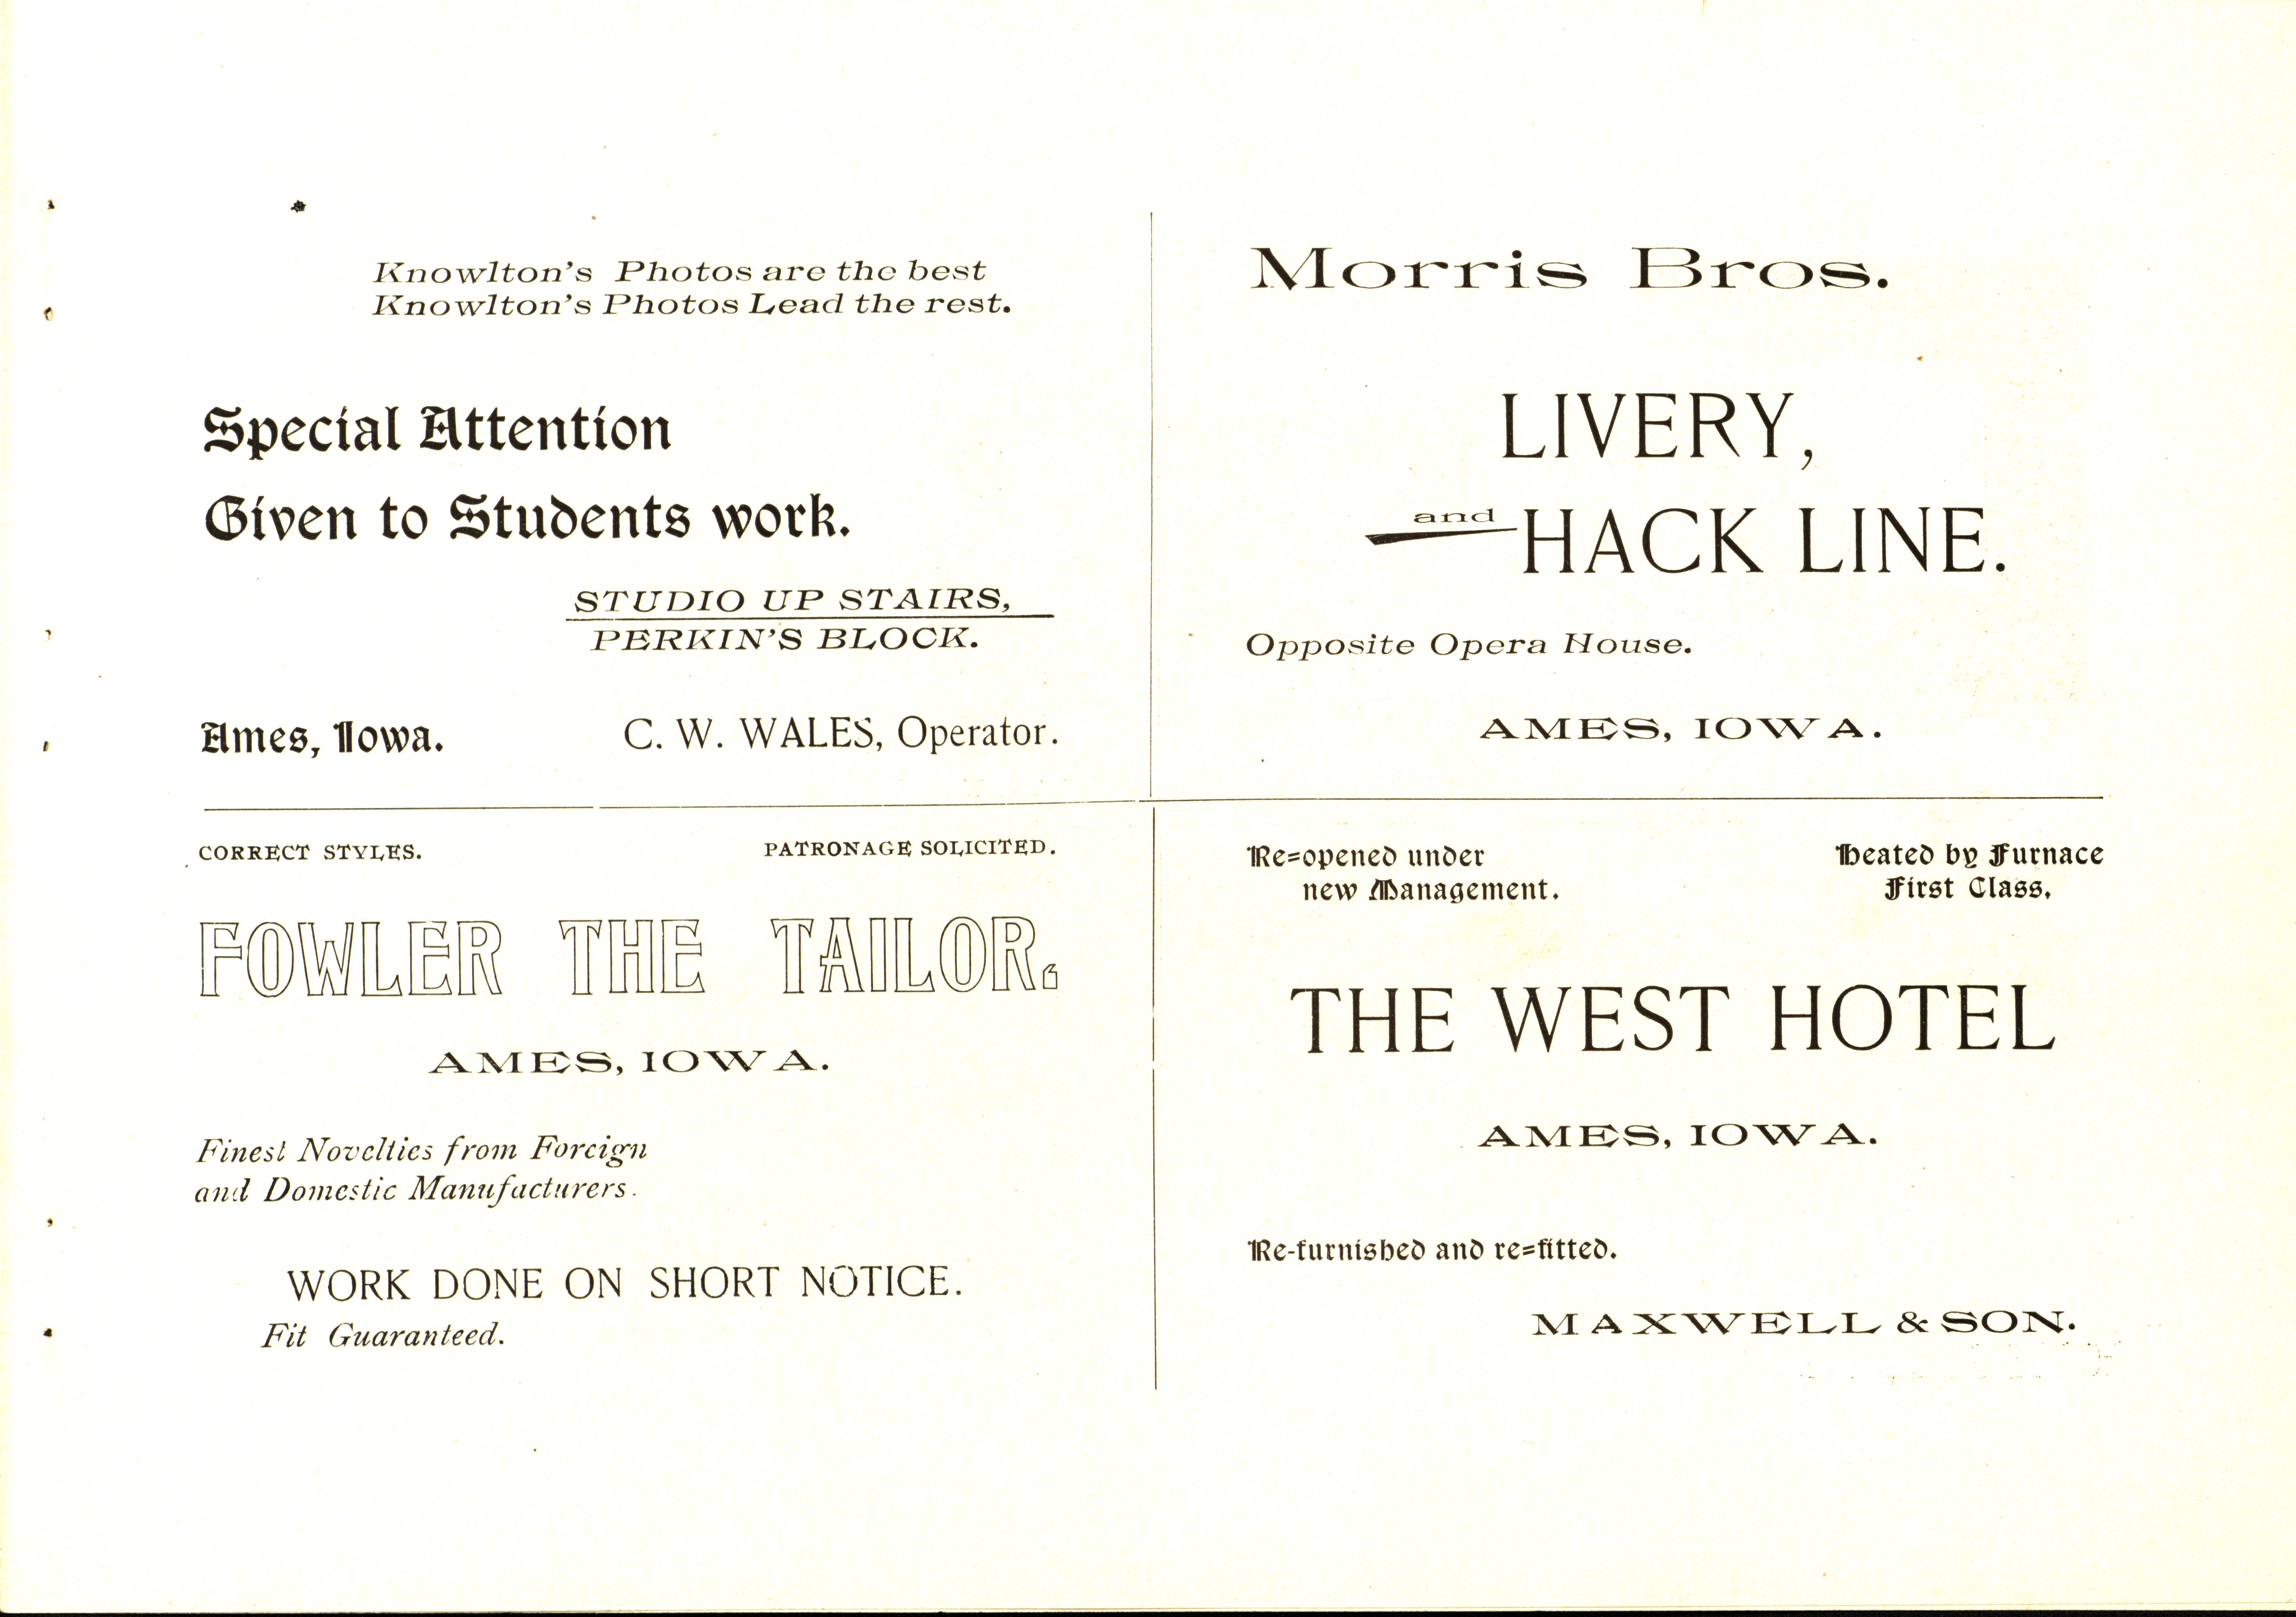 Knowlton's Photos are the best
Knowlton's Photos Lead the rest.
Special Attention
Given to Students work.
STUDIO UP STAIRS,
PERKIN'S BLOCK.
Ames, Iowa. C. W. WALES, Operator.
Morris Bros.
LIVERY,
and HACK LINE.
Opposite Opera House.
AMES, IOWA.
CORRECT STYLES. PATRONAGE SOLICITED.
FOWLER THE TAILOR.
AMES, IOWA.
Finest Novelties from Foreign
and Domestic Manufacturers.
WORK DONE ON SHORT NOTICE.
Fit Guaranteed.
Re=opened under
new Management.
Heated by Furnace
First Class.
THE WEST HOTEL
AMES, IOWA.
Re-furnished and re=fitted.
MAXWELL & SON.